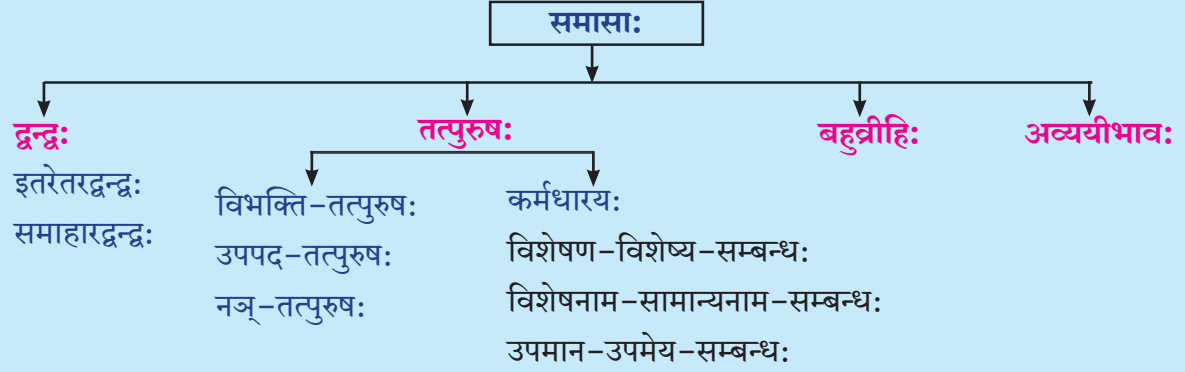 समासाः
द्वन्द्वः
इतरेतरद्वन्द्वः
समाहारद्वन्द्वः
तत्पुरुषः
विभक्ति-तत्पुरुषः
उपपद-तत्पुरुषः
नञ्-तत्पुरुषः
कर्मधारयः
विशेषण-विशेष्य-सम्बन्धः
विशेषनाम-सामान्यनाम-सम्बन्धः
उपमान-उपमेय-सम्बन्धः
बहुव्रीहिः
अव्ययीभावः